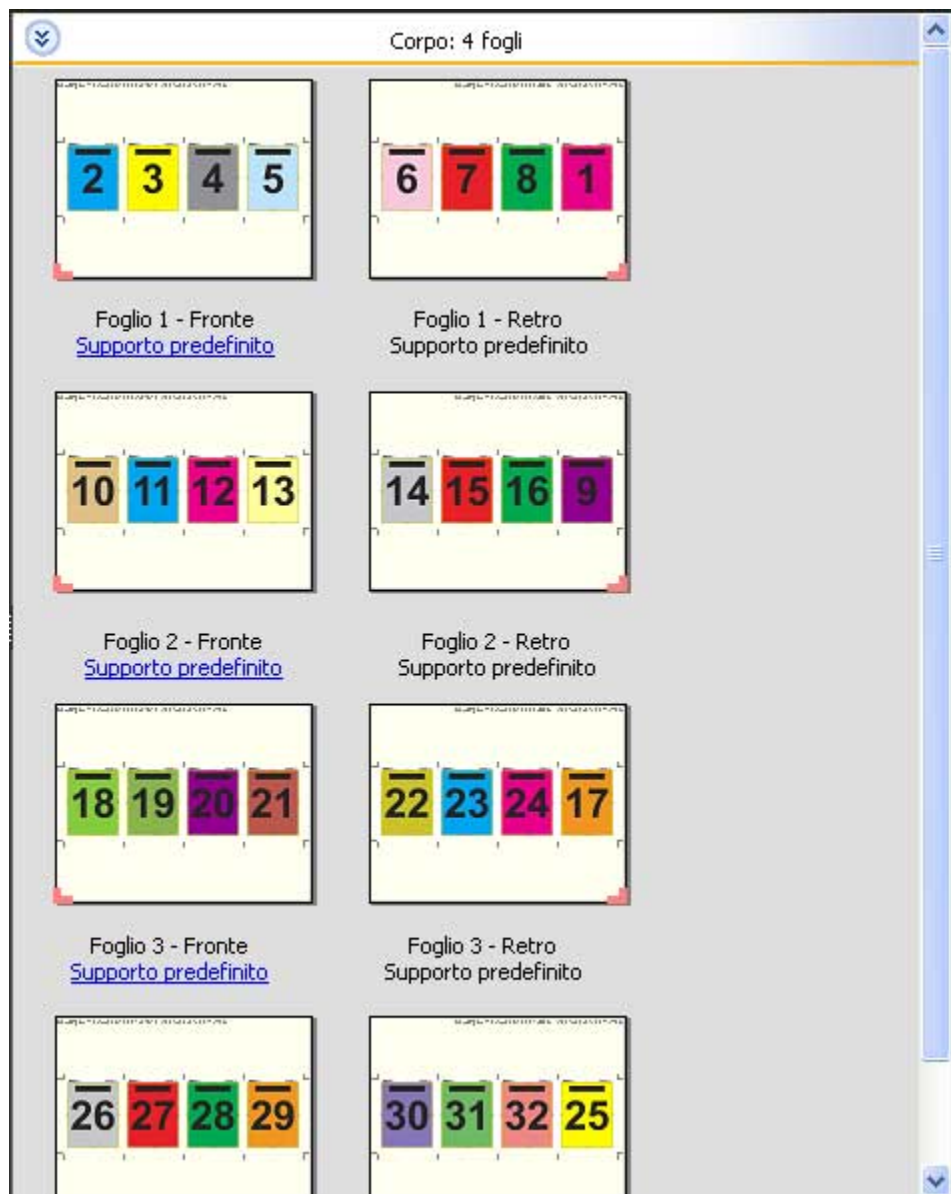 Corpo: 4 fogli
2 3 4 5
6 7 8 1
Foglio 1 - Fronte
Supporto predefinito
Foglio 1 - Retro
Supporto predefinito
10 11 12 13
14 15 16 9
Foglio 2 - Fronte
Supporto predefinito
Foglio 2 - Retro
Supporto predefinito
18 19 20 21
22 23 24 17
Foglio 3 - Fronte
Supporto predefinito
Foglio 3 - Retro
Supporto predefinito
26 27 28 29
30 31 32 25